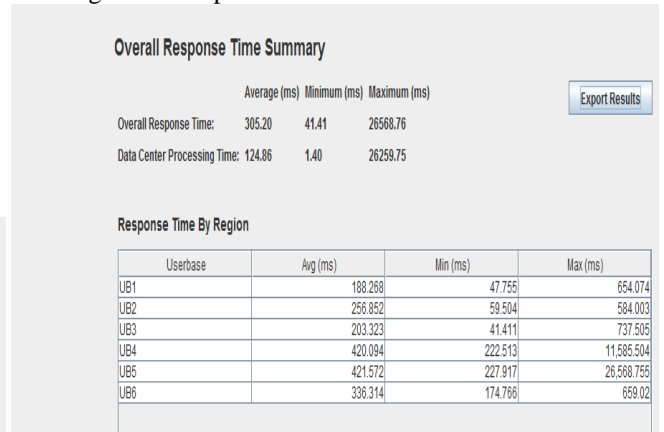 Overall Response Time Summary
Average (ms) Minimum (ms) Maximum (ms)
Export Results
Overall Response Time: 305.20 41.41 26568.76
Data Center Processing Time: 124.86 1.40 26259.75
Response Time By Region
Userbase Avg (ms) Min (ms) Max (ms)
UB1 188.268 47.755 654.074
UB2 256.852 59.504 584.003
UB3 203.323 41.411 737.505
UB4 420.094 222.513 11,585.504
UB5 421.572 227.917 26,568.755
UB6 336.314 174.766 659.02